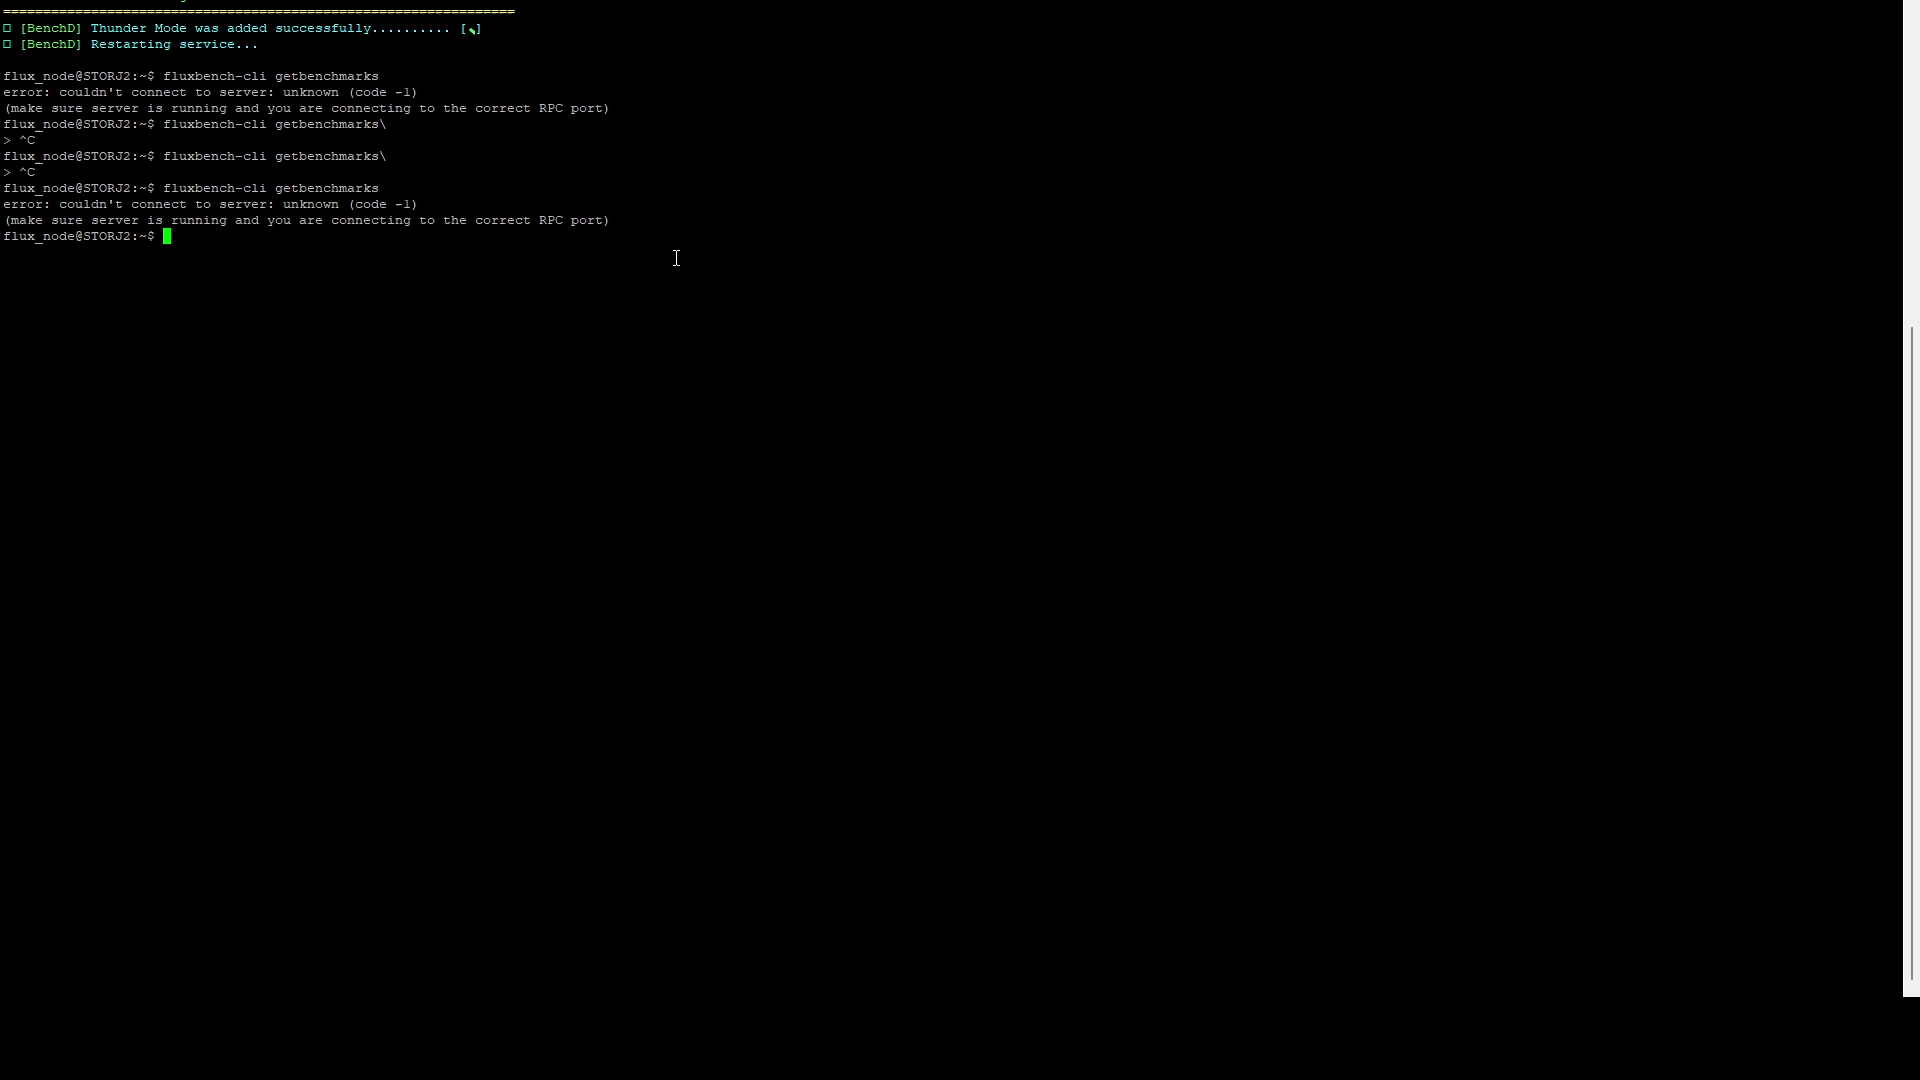 ================================================================
[BenchD] Thunder Mode was added successfully.......... [✎]
[BenchD] Restarting service...
flux_node@STORJ2:~$ fluxbench-cli getbenchmarks
error: couldn't connect to server: unknown (code -1)
(make sure server is running and you are connecting to the correct RPC port)
flux_node@STORJ2:~$ fluxbench-cli getbenchmarks\
> ^C
flux_node@STORJ2:~$ fluxbench-cli getbenchmarks\
> ^C
flux_node@STORJ2:~$ fluxbench-cli getbenchmarks
error: couldn't connect to server: unknown (code -1)
(make sure server is running and you are connecting to the correct RPC port)
flux_node@STORJ2:~$